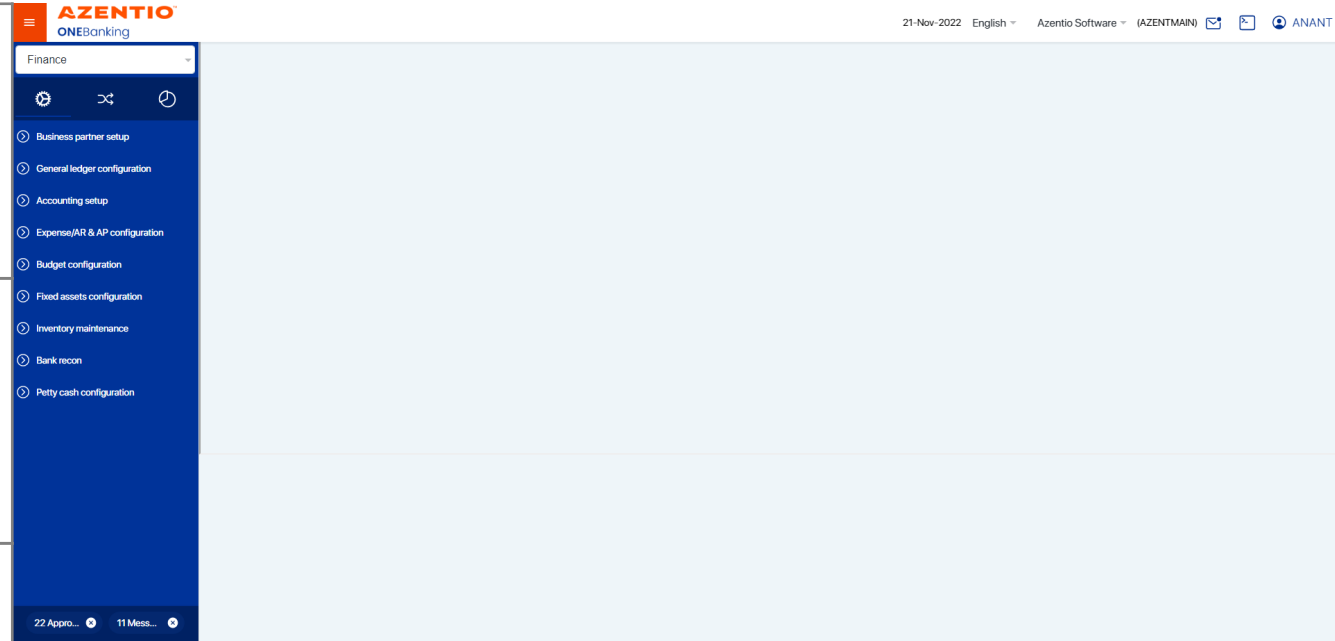 AZENTIO
ONEBanking
21-Nov-2022 English Azentio Software (AZENTMAIN) ANANT
Finance
Business partner setup
General ledger configuration
Accounting setup
Expense/AR & AP configuration
Budget configuration
Fixed assets configuration
Inventory maintenance
Bank recon
Petty cash configuration
22 Appro... 11 Mess...